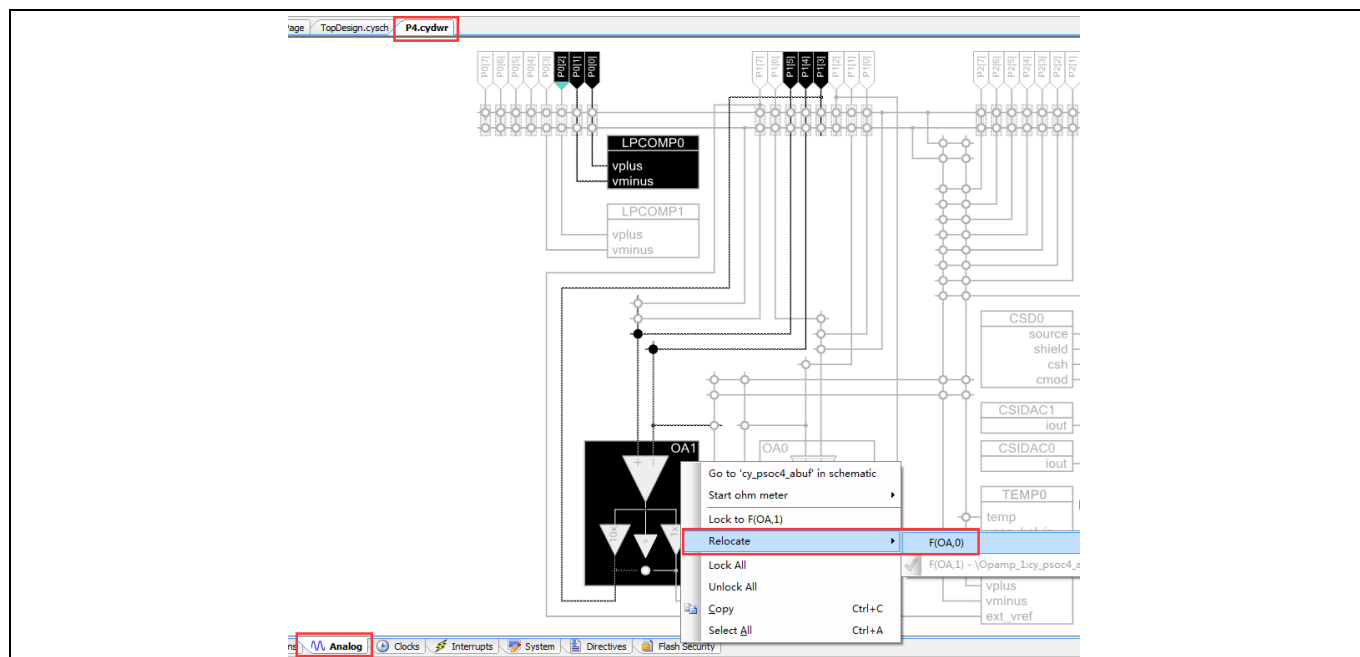 age TopDesign.cysch P4.cydwr
P0[7] P0[6] P0[5] P0[4] P0[3] P0[2] P0[1] P0[0] P1[7] P1[6] P1[5] P1[4] P1[3] P1[2] P1[1] P1[0] P2[7] P2[6] P2[5] P2[4] P2[3] P2[2] P2[1]
LPCOMP0
vplus
vminus
LPCOMP1
vplus
vminus
CSD0
source
shield
csh
cmod
CSIDAC1
iout
CSIDAC0
iout
TEMP0
temp
OA1
+ −
10x - 1x
OA0
Go to 'cy_psoc4_abuf' in schematic
Start ohm meter
Lock to F(OA,1)
Relocate
F(OA,0)
F(OA,1) - \Opamp_1:cy_psoc4_a
Lock All
Unlock All
Copy Ctrl+C
Select All Ctrl+A
vplus
vminus
ext_vref
ns Analog Clocks Interrupts System Directives Flash Security